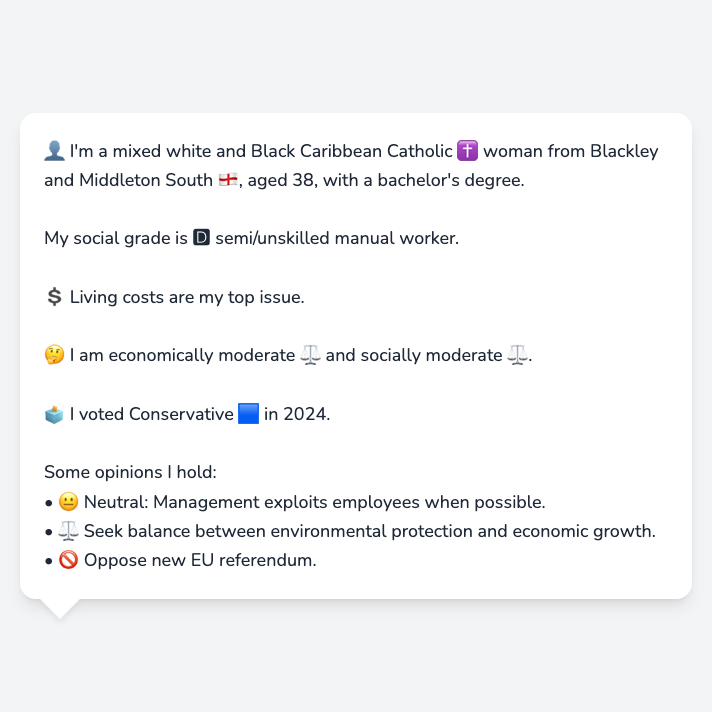 👤 I'm a mixed white and Black Caribbean Catholic ✝️ woman from Blackley
and Middleton South 🏴󠁧󠁢󠁥󠁮󠁧󠁿, aged 38, with a bachelor's degree.
My social grade is 🅳 semi/unskilled manual worker.
💲 Living costs are my top issue.
🤔 I am economically moderate ⚖️ and socially moderate ⚖️.
🗳️ I voted Conservative 🟦 in 2024.
Some opinions I hold:
• 😐 Neutral: Management exploits employees when possible.
• ⚖️ Seek balance between environmental protection and economic growth.
• 🚫 Oppose new EU referendum.